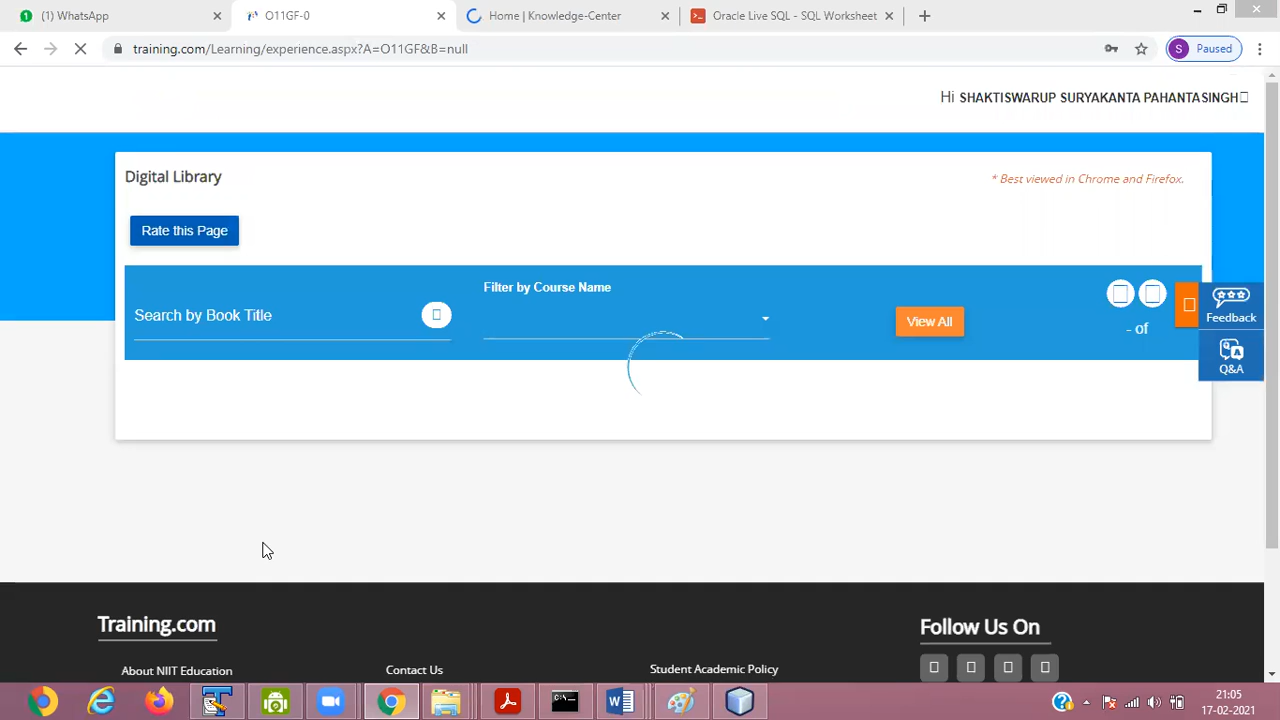 (1) WhatsApp
O11GF-0
Home | Knowledge-Center
Oracle Live SQL - SQL Worksheet
training.com/Learning/experience.aspx?A=O11GF&B=null
S Paused
Hi SHAKTISWARUP SURYAKANTA PAHANTASINGH
Digital Library
* Best viewed in Chrome and Firefox.
Rate this Page
Filter by Course Name
Search by Book Title
View All
- of
Feedback
Q&A
Training.com
Follow Us On
About NIIT Education
Contact Us
Student Academic Policy
21:05
17-02-2021